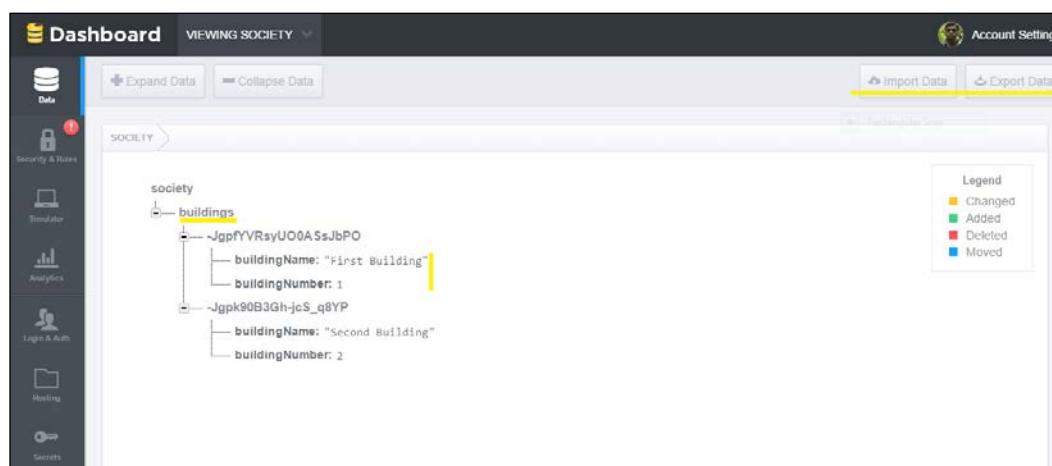 Dashboard VIEWING SOCIETY Account Setting
Data
Expand Data Collapse Data Import Data Export Data
Security & Rules
SOCIETY
Simulator
Analytics
Login & Auth
Hosting
Secrets
society
buildings
-JgpfYVRsyUO0ASsJbPO
buildingName: "First Building"
buildingNumber: 1
-Jgpk90B3Gh-jcS_q8YP
buildingName: "Second Building"
buildingNumber: 2
Legend
Changed
Added
Deleted
Moved